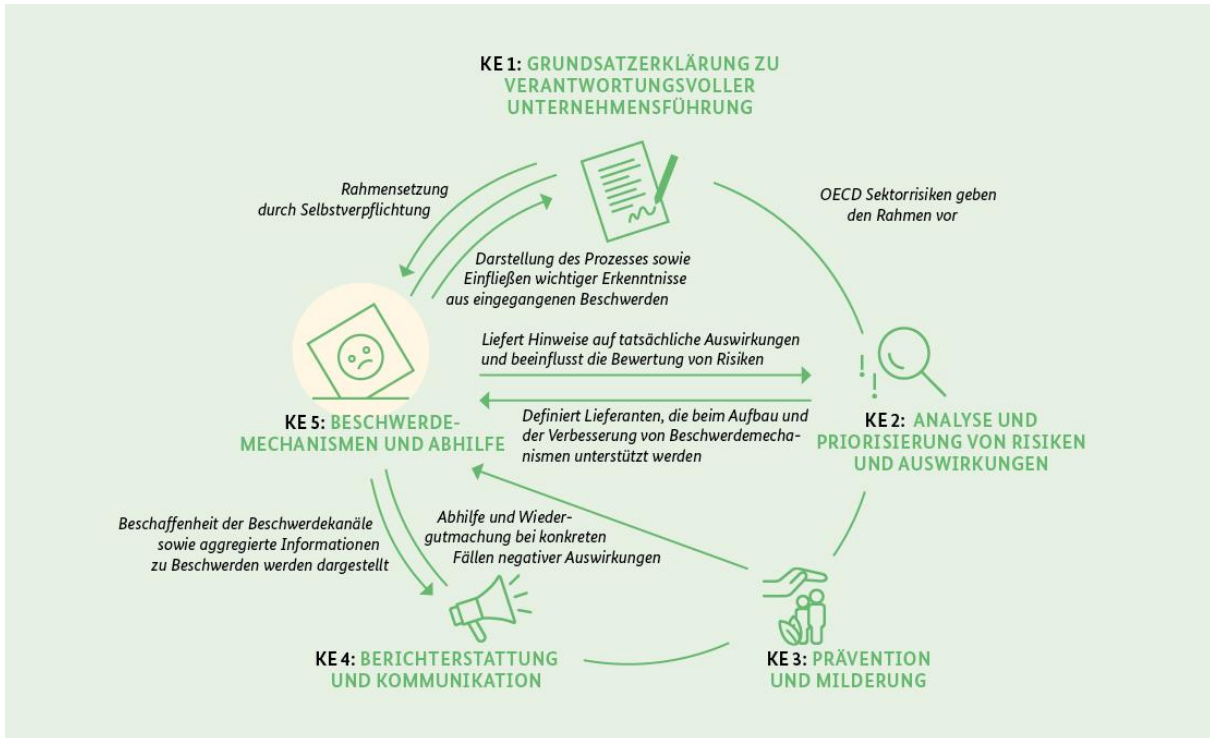 KE 1: GRUNDSATZERKLÄRUNG ZU
VERANTWORTUNGSVOLLER
UNTERNEHMENSFÜHRUNG
Rahmensetzung
durch Selbstverpflichtung
OECD Sektorrisiken geben
den Rahmen vor
Darstellung des Prozesses sowie
Einfließen wichtiger Erkenntnisse
aus eingegangenen Beschwerden
Liefert Hinweise auf tatsächliche Auswirkungen
und beeinflusst die Bewertung von Risiken
! !
Definiert Lieferanten, die beim Aufbau und
der Verbesserung von Beschwerdemecha-
nismen unterstützt werden
KE 5: BESCHWERDE-
MECHANISMEN UND ABHILFE
KE 2: ANALYSE UND
PRIORISIERUNG VON RISIKEN
UND AUSWIRKUNGEN
Beschaffenheit der Beschwerdekanäle
sowie aggregierte Informationen
zu Beschwerden werden dargestellt
Abhilfe und Wieder-
gutmachung bei konkreten
Fällen negativer Auswirkungen
KE 4: BERICHTERSTATTUNG
UND KOMMUNIKATION
KE 3: PRÄVENTION
UND MILDERUNG